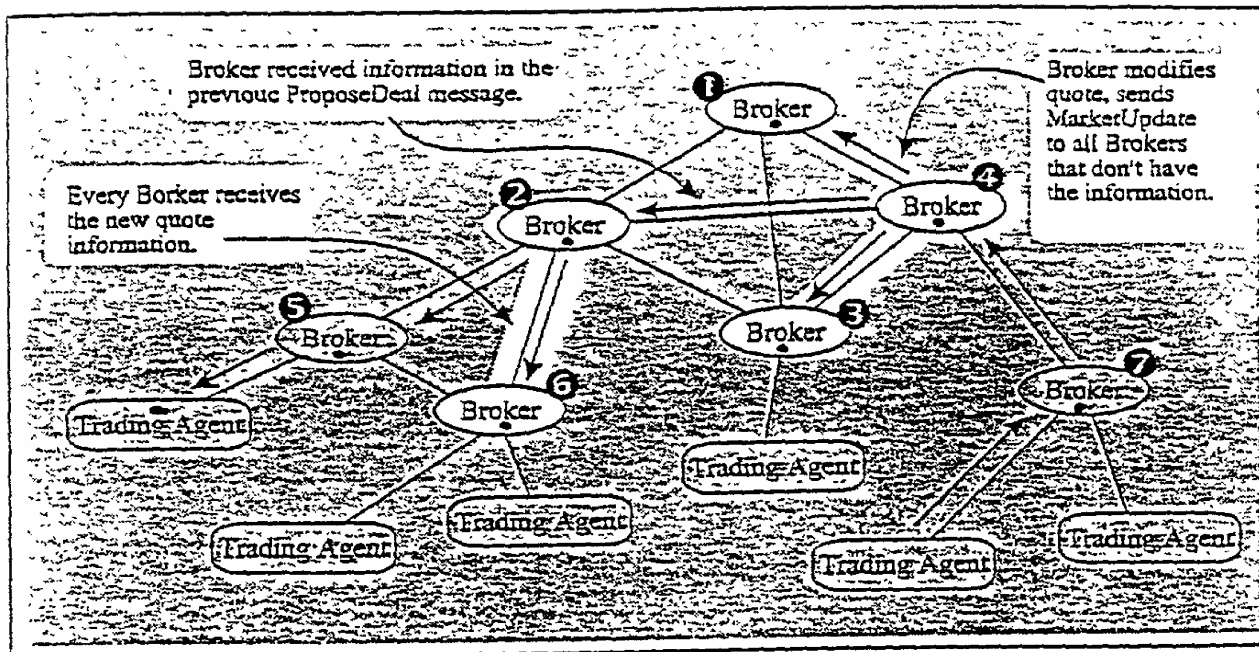 Broker received information in the
previouc ProposeDeal message.
Broker modifies
quote, sends
MarketUpdate
to all Brokers
that don't have
the information.
1
Broker
Every Borker receives
the new quote
information.
2
Broker
4
Broker
5
Broker
3
Broker
6
Broker
7
Broker
Trading Agent
Trading Agent
Trading Agent
Trading Agent
Trading Agent
Trading Agent